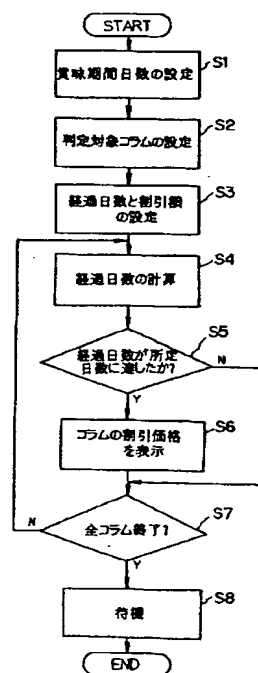 START
S1
賞味期間日数の設定
S2
判定対象コラムの設定
S3
経過日数と割引額
の設定
S4
経過日数の計算
S5
経過日数が所定
日数に達したか?
N
Y
S6
コラムの割引価格
を表示
S7
全コラム終了?
N
Y
S8
待機
END